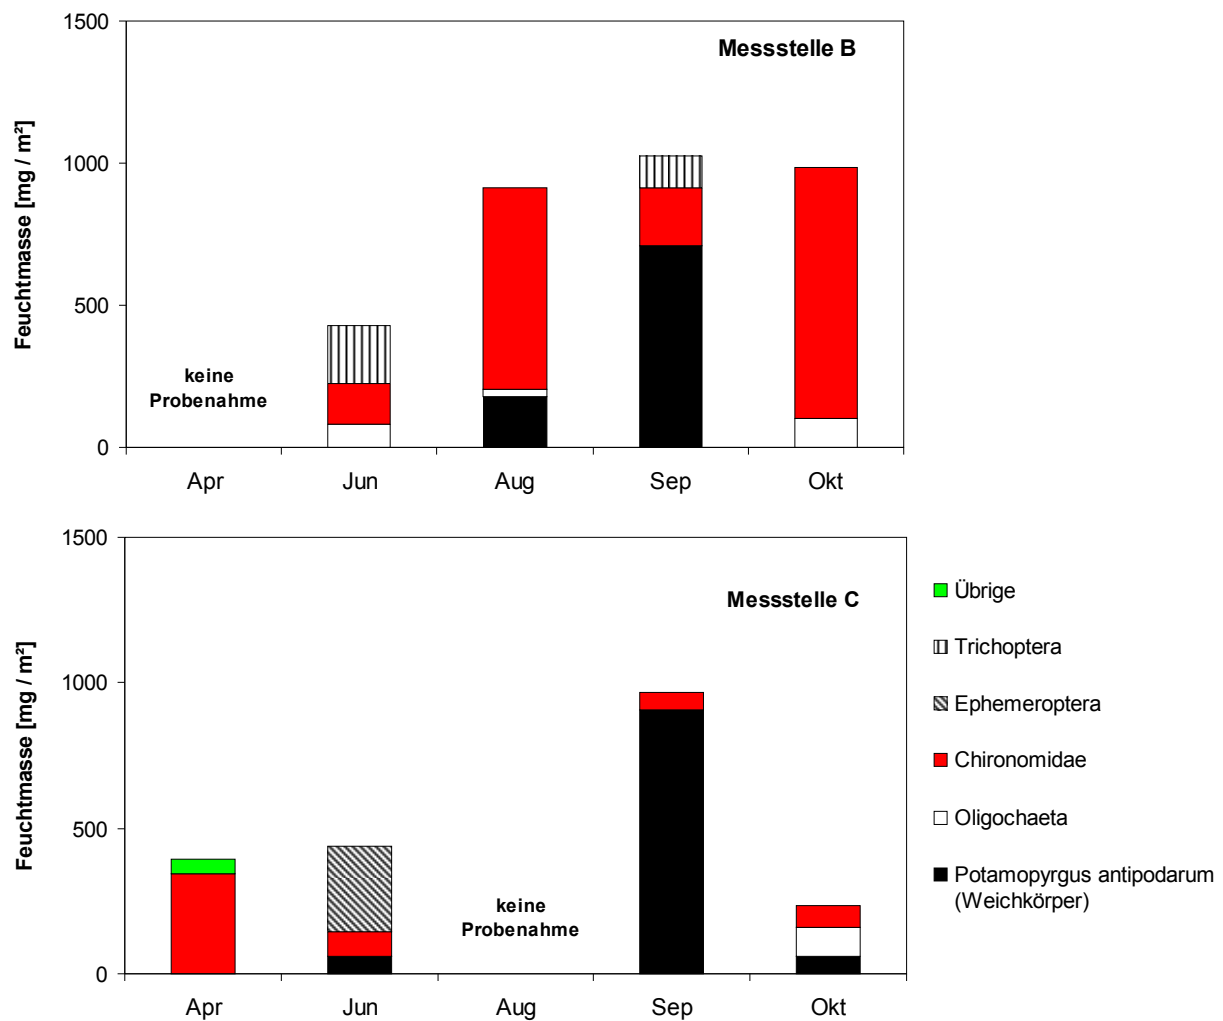 Messstelle B
Feuchtmasse [mg / m²]
1500
1000
500
0
keine
Probenahme
Apr Jun Aug Sep Okt
Messstelle C
Feuchtmasse [mg / m²]
1500
1000
500
0
keine
Probenahme
Apr Jun Aug Sep Okt
Übrige
Trichoptera
Ephemeroptera
Chironomidae
Oligochaeta
Potamopyrgus antipodarum
(Weichkörper)